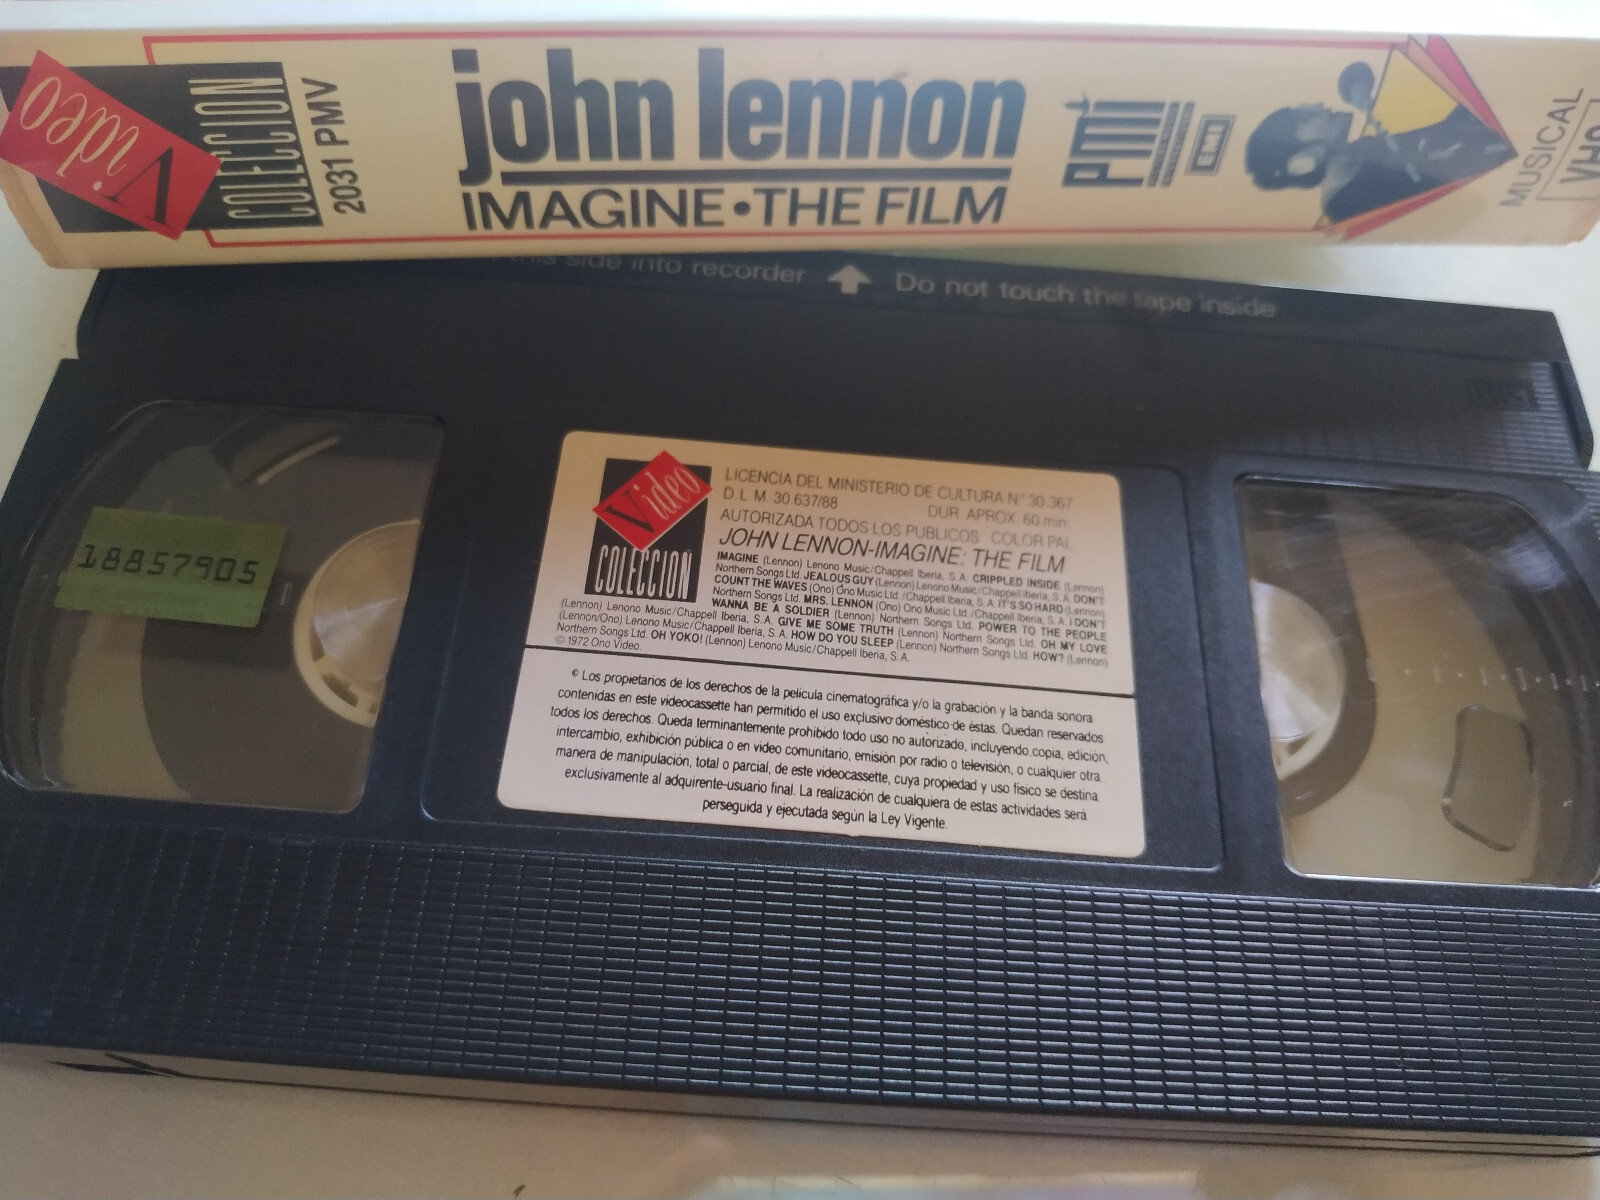 Video
COLECCION
2031 PMV
john lennon
IMAGINE•THE FILM
pmi
EMI
MUSICAL
VHS
this side into recorder
Do not touch the tape inside
18857905
Video
COLECCION
LICENCIA DEL MINISTERIO DE CULTURA N° 30.367
D. L. M. 30.637/88 DUR. APROX. 60 min.
AUTORIZADA TODOS LOS PUBLICOS COLOR PAL
JOHN LENNON-IMAGINE: THE FILM
IMAGINE (Lennon) Lenono Music/Chappell Iberia, S. A. CRIPPLED INSIDE (Lennon)
Northern Songs Ltd. JEALOUS GUY (Lennon) Lenono Music/Chappell Iberia, S. A. DON'T
COUNT THE WAVES (Ono) Ono Music Ltd. /Chappell Iberia, S. A. IT'S SO HARD (Lennon)
Northern Songs Ltd. MRS, LENNON (Ono) Ono Music Ltd. /Chappell Iberia, S. A. I DON'T
WANNA BE A SOLDIER (Lennon) Northern Songs Ltd. POWER TO THE PEOPLE
(Lennon) Lenono Music/Chappell Iberia, S. A. GIVE ME SOME TRUTH (Lennon) Northern Songs Ltd. OH MY LOVE
(Lennon/Ono) Lenono Music/Chappell Iberia, S. A. HOW DO YOU SLEEP (Lennon) Northern Songs Ltd. HOW? (Lennon)
Northern Songs Ltd. OH YOKO! (Lennon) Lenono Music/Chappell Iberia, S. A.
© 1972 Ono Video.
© Los propietarios de los derechos de la película cinematográfica y/o la grabación y la banda sonora
contenidas en este videocassette han permitido el uso exclusivo doméstico de éstas. Quedan reservados
todos los derechos. Queda terminantemente prohibido todo uso no autorizado, incluyendo copia, edición,
intercambio, exhibición pública o en video comunitario, emisión por radio o televisión, o cualquier otra
manera de manipulación, total o parcial, de este videocassette, cuya propiedad y uso físico se destina
exclusivamente al adquirente-usuario final. La realización de cualquiera de estas actividades será
perseguida y ejecutada según la Ley Vigente.